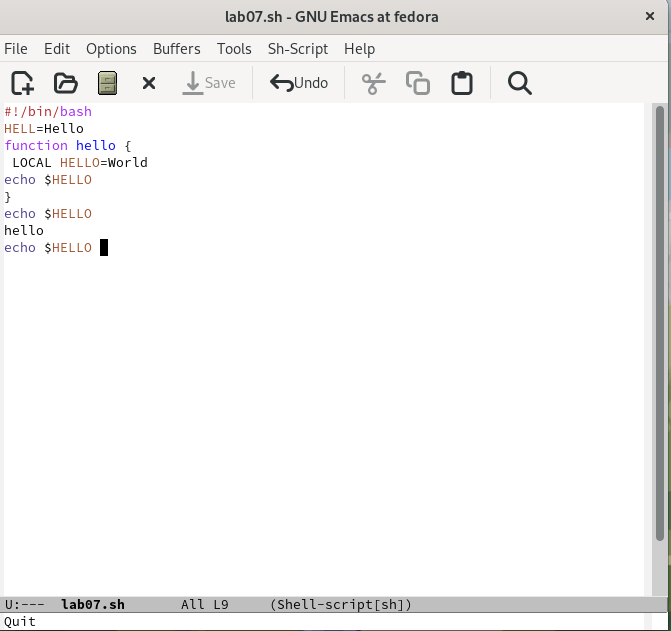 lab07.sh - GNU Emacs at fedora
File Edit Options Buffers Tools Sh-Script Help
Save Undo
#!/bin/bash
HELL=Hello
function hello {
 LOCAL HELLO=World
echo $HELLO
}
echo $HELLO
hello
echo $HELLO
U:--- lab07.sh All L9 (Shell-script[sh])
Quit